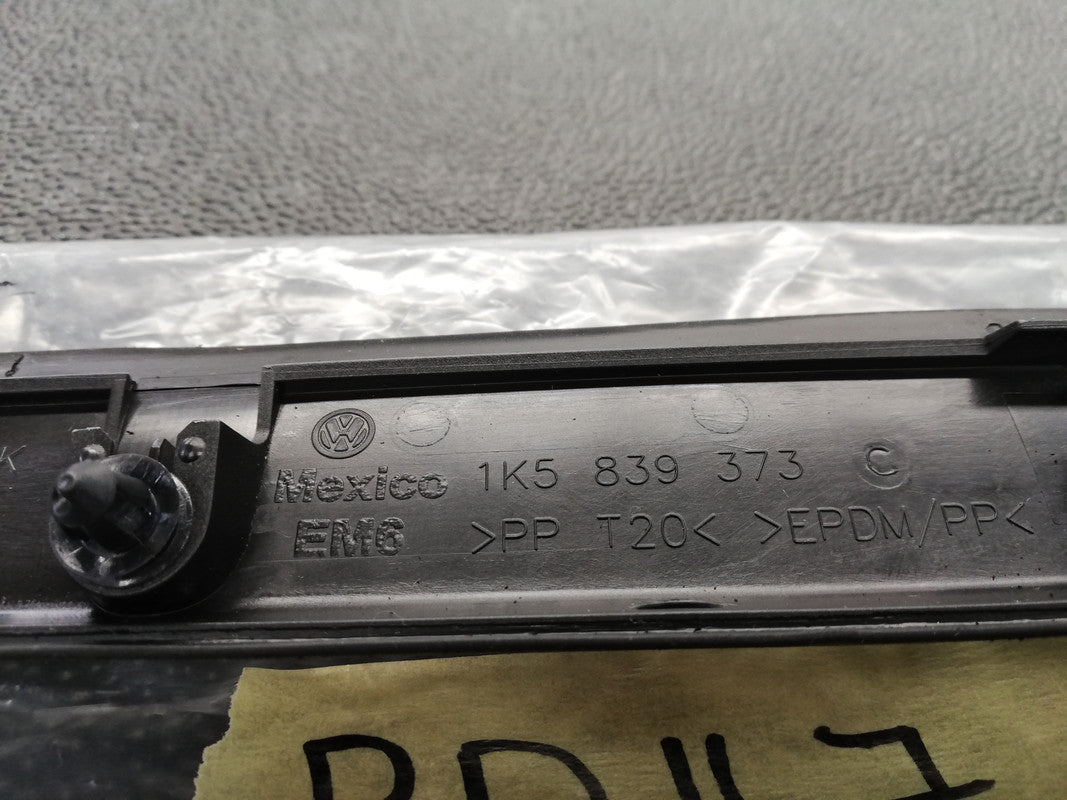 K
Mexico 1K5 839 373 C
EM6 >PP T20< >EPDM/PP<